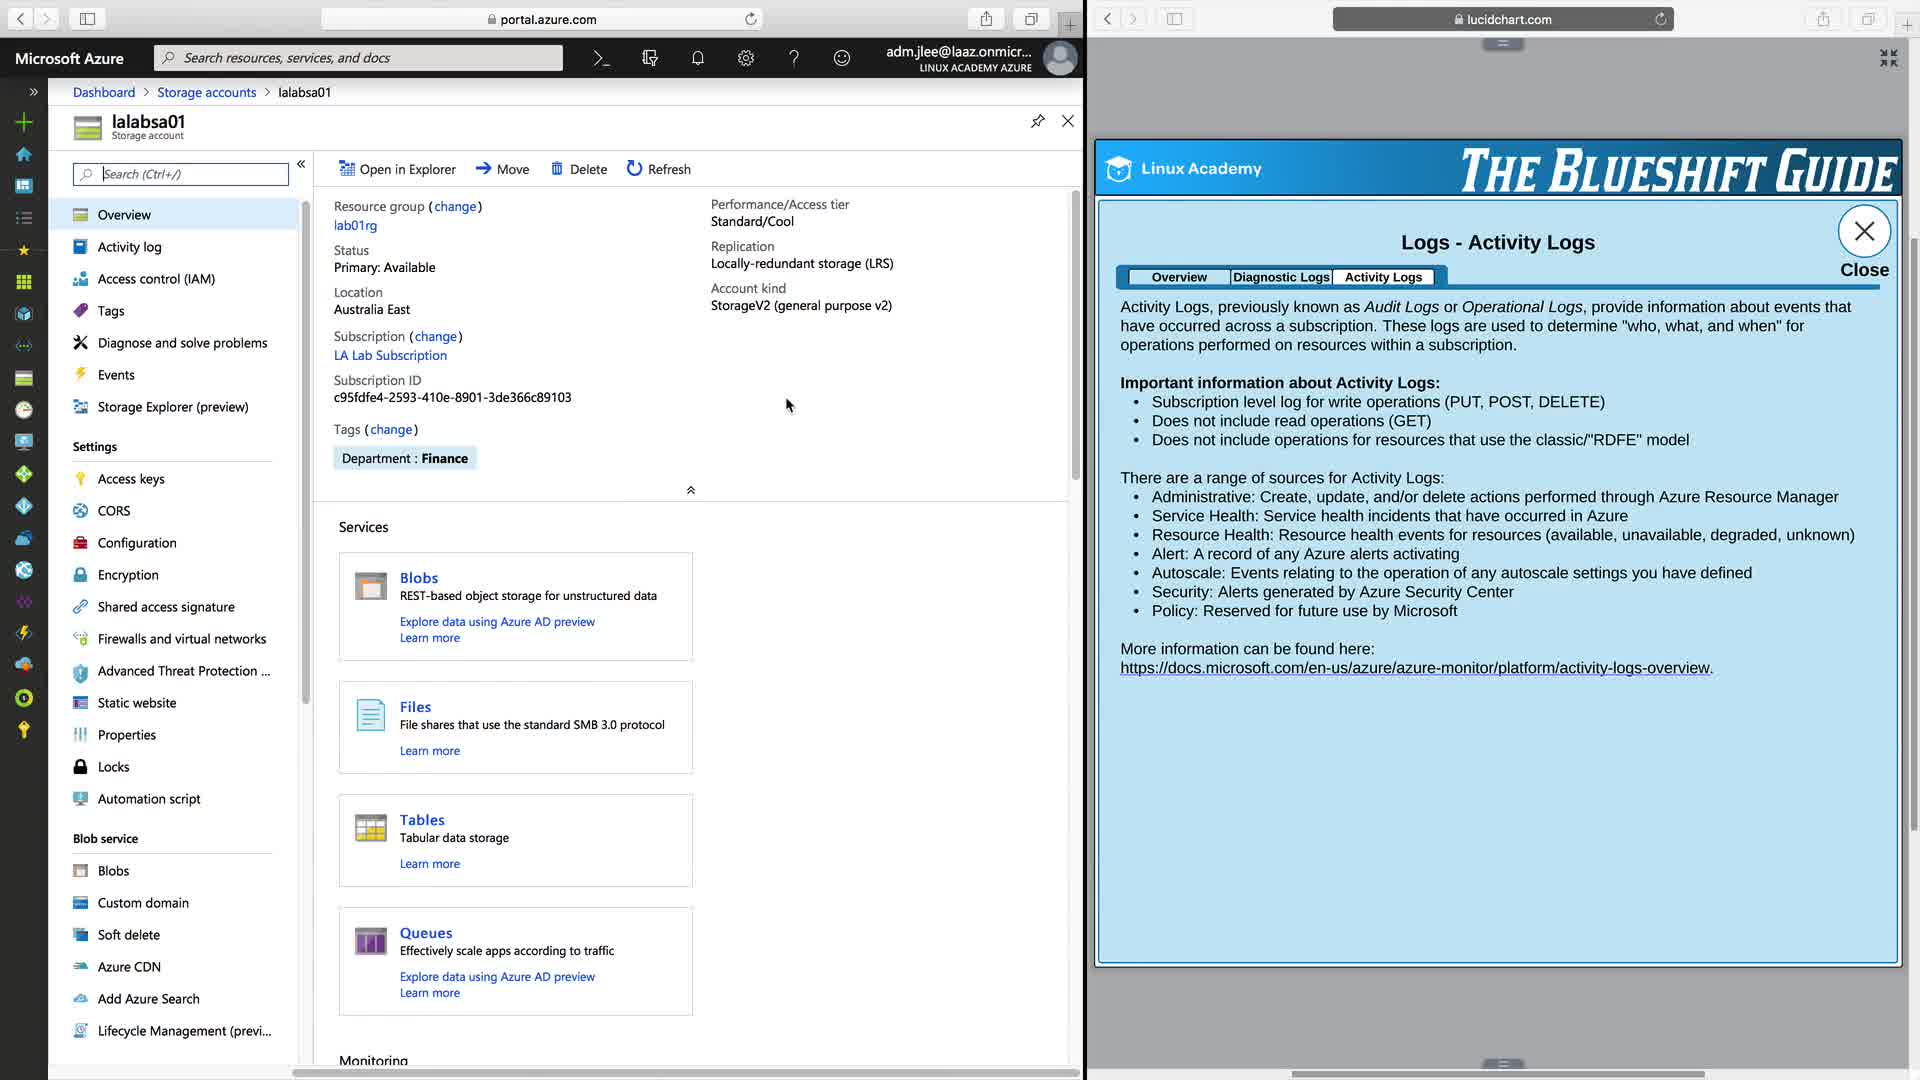 portal.azure.com
Microsoft Azure
Search resources, services, and docs
adm.jlee@laaz.onmicr...
LINUX ACADEMY AZURE
Dashboard > Storage accounts > lalabsa01
lalabsa01
Storage account
Search (Ctrl+/)
Overview
Activity log
Access control (IAM)
Tags
Diagnose and solve problems
Events
Storage Explorer (preview)
Settings
Access keys
CORS
Configuration
Encryption
Shared access signature
Firewalls and virtual networks
Advanced Threat Protection ...
Static website
Properties
Locks
Automation script
Blob service
Blobs
Custom domain
Soft delete
Azure CDN
Add Azure Search
Lifecycle Management (previ...
Open in Explorer
Move
Delete
Refresh
Resource group (change)
lab01rg
Status
Primary: Available
Location
Australia East
Subscription (change)
LA Lab Subscription
Subscription ID
c95fdfe4-2593-410e-8901-3de366c89103
Tags (change)
Department : Finance
Performance/Access tier
Standard/Cool
Replication
Locally-redundant storage (LRS)
Account kind
StorageV2 (general purpose v2)
Services
Blobs
REST-based object storage for unstructured data
Explore data using Azure AD preview
Learn more
Files
File shares that use the standard SMB 3.0 protocol
Learn more
Tables
Tabular data storage
Learn more
Queues
Effectively scale apps according to traffic
Explore data using Azure AD preview
Learn more
Monitoring
lucidchart.com
Linux Academy
THE BLUESHIFT GUIDE
Logs - Activity Logs
Close
Overview
Diagnostic Logs
Activity Logs
Activity Logs, previously known as Audit Logs or Operational Logs, provide information about events that
have occurred across a subscription. These logs are used to determine "who, what, and when" for
operations performed on resources within a subscription.
Important information about Activity Logs:
• Subscription level log for write operations (PUT, POST, DELETE)
• Does not include read operations (GET)
• Does not include operations for resources that use the classic/"RDFE" model
There are a range of sources for Activity Logs:
• Administrative: Create, update, and/or delete actions performed through Azure Resource Manager
• Service Health: Service health incidents that have occurred in Azure
• Resource Health: Resource health events for resources (available, unavailable, degraded, unknown)
• Alert: A record of any Azure alerts activating
• Autoscale: Events relating to the operation of any autoscale settings you have defined
• Security: Alerts generated by Azure Security Center
• Policy: Reserved for future use by Microsoft
More information can be found here:
https://docs.microsoft.com/en-us/azure/azure-monitor/platform/activity-logs-overview.